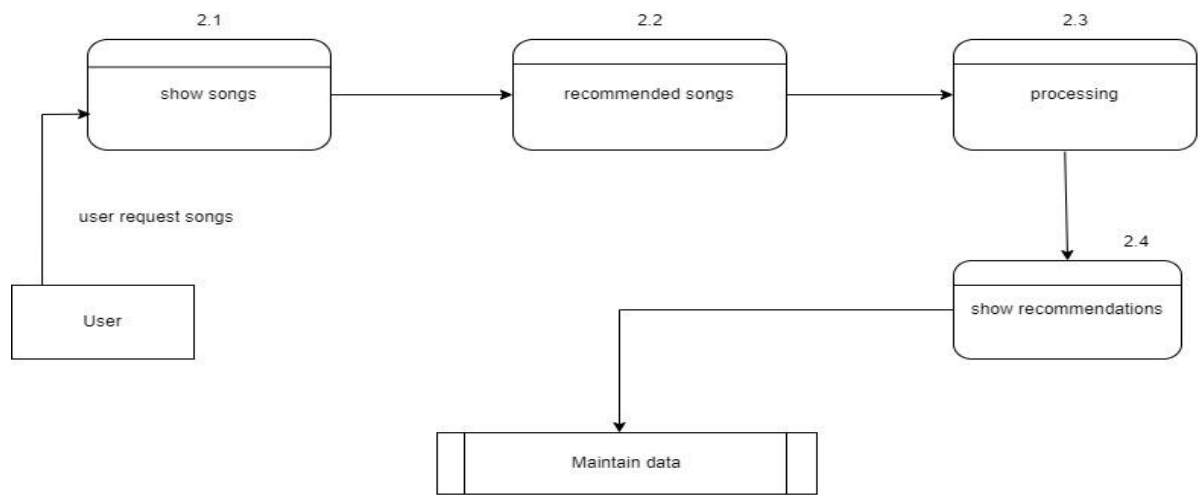 2.1
2.2
2.3
show songs
recommended songs
processing
user request songs
2.4
User
show recommendations
Maintain data